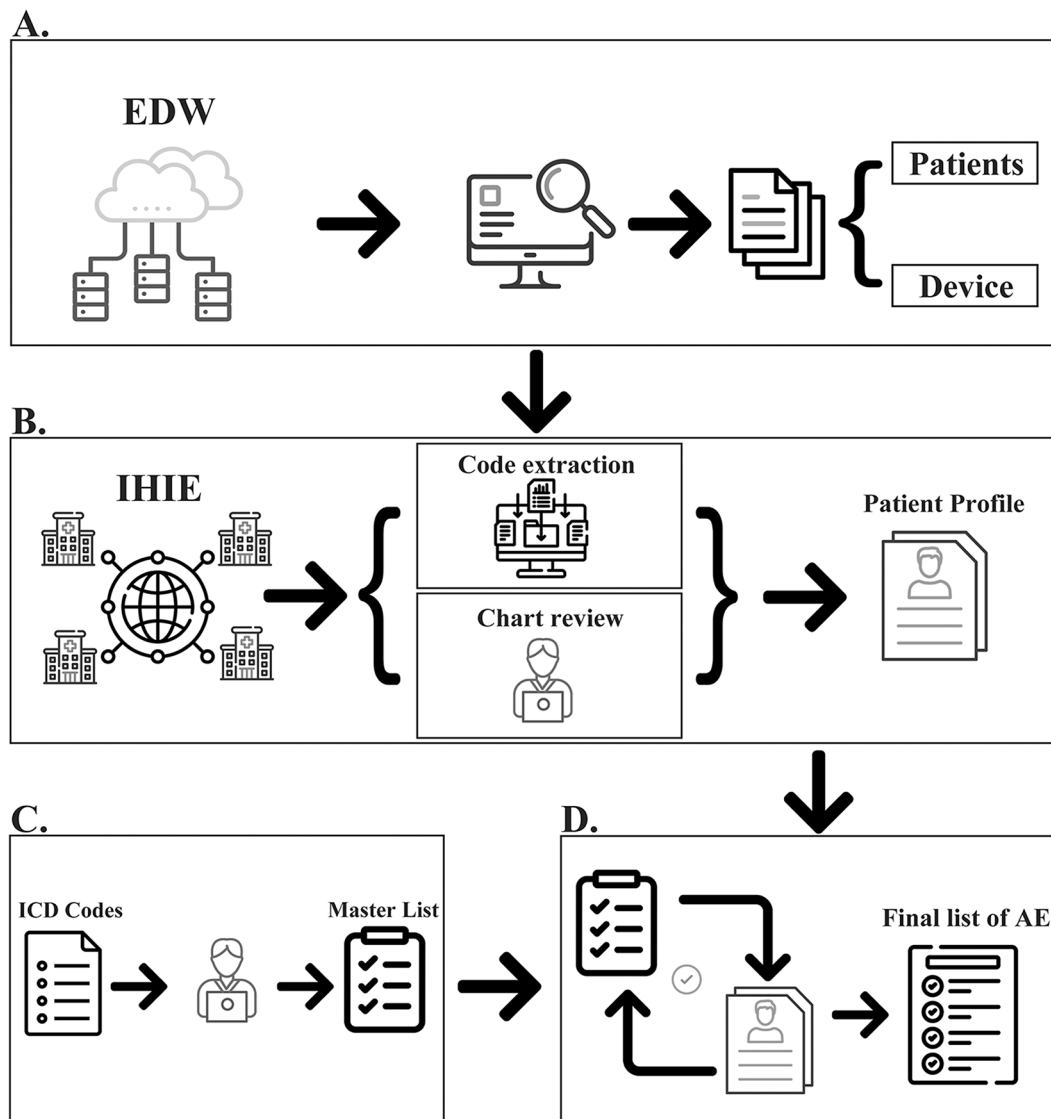 A.
EDW
Patients
Device
B.
IHIE
Code extraction
Chart review
Patient Profile
C.
ICD Codes
Master List
D.
Final list of AE